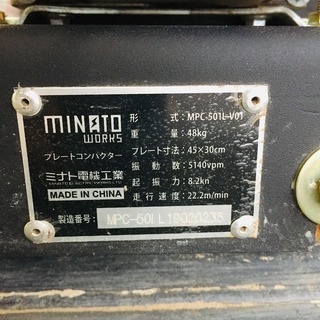 MINATO
WORKS
プレートコンパクター
ミナト電機工業
MADE IN CHINA
形 式: MPC-501L-V01
重 量: 48kg
プレート寸法: 45×30cm
振 動 数: 5140vpm
起 振 力: 8.2kn
走 行 速 度: 22.2m/min
製造番号: MPC-50LL19020235